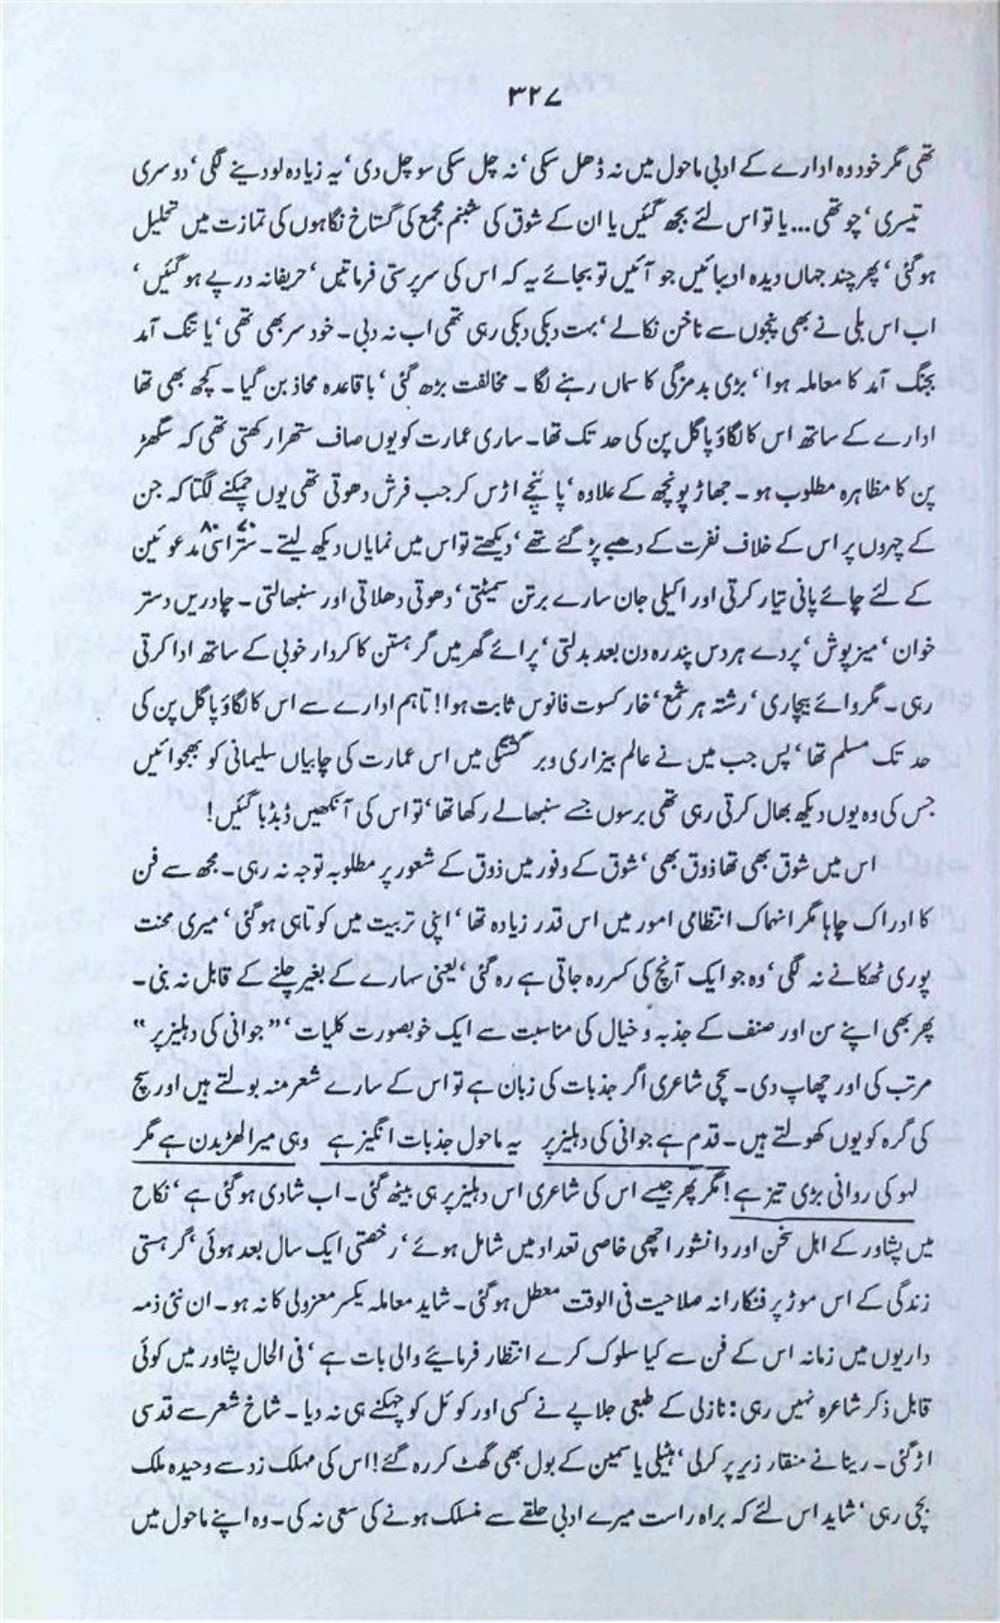 ۳۲۷
تھی مگر خود وہ ادارے کے ادبی ماحول میں نہ ڈھل سکی، نہ چل سکی سو چل دی، یہ زیادہ لو دینے لگی، دوسری
تیسری، چوتھی... یا تو اس لئے بجھ گئیں یا ان کے شوق کی شبنم مجمع کی گستاخ نگاہوں کی تمازت میں تحلیل
ہو گئی، پھر چند جہاں دیدہ ادیبائیں جو آئیں تو بجائے یہ کہ اس کی سرپرستی فرماتیں، حریفانہ درپے ہو گئیں،
اب اس بلی نے بھی پنجوں سے ناخن نکالے، بہت دبکی دبکی رہی تھی اب نہ دبی۔ خود سر بھی تھی، یا تنگ آمد
بجنگ آمد کا معاملہ ہوا، بڑی بدمزگی کا سماں رہنے لگا۔ مخالفت بڑھ گئی، باقاعدہ محاذ بن گیا۔ کچھ بھی تھا
ادارے کے ساتھ اس کا لگاؤ پاگل پن کی حد تک تھا۔ ساری عمارت کو یوں صاف ستھرا رکھتی تھی کہ سگھڑ
پن کا مظاہرہ مطلوب ہو۔ جھاڑ پونچھ کے علاوہ، پائنچے اڑس کر جب فرش دھوتی تھی یوں چمکنے لگتا کہ جن
کے چہروں پر اس کے خلاف نفرت کے دھبے پڑ گئے تھے، دیکھتے تو اس میں نمایاں دیکھ لیتے۔ ستر ۷۰ اسی ۸۰ مدعوئین
کے لئے چائے پانی تیار کرتی اور اکیلی جان سارے برتن سمیٹتی، دھوتی دھلاتی اور سنبھالتی۔ چادریں دستر
خوان، میزپوش، پردے ہر دس پندرہ دن بعد بدلتی، پرائے گھر میں گرہستن کا کردار خوبی کے ساتھ ادا کرتی
رہی۔ مگر وائے بیچاری، رشتہ ہر شمع، خار کسوت فانوس ثابت ہوا! تاہم ادارے سے اس کا لگاؤ پاگل پن کی
حد تک مسلم تھا، پس جب میں نے عالم بیزاری و برگشتگی میں اس عمارت کی چابیاں سلیمانی کو بھجوائیں
جس کی وہ یوں دیکھ بھال کرتی رہی تھی برسوں جسے سنبھالے رکھا تھا، تو اس کی آنکھیں ڈبڈبا گئیں!
اس میں شوق بھی تھا ذوق بھی، شوق کے وفور میں ذوق کے شعور پر مطلوبہ توجہ نہ رہی۔ مجھ سے فن
کا ادراک چاہا مگر انہماک انتظامی امور میں اس قدر زیادہ تھا، اپنی تربیت میں کوتاہی ہو گئی، میری محنت
پوری ٹھکانے نہ لگی، وہ جو ایک آنچ کی کسر رہ جاتی ہے رہ گئی، یعنی سہارے کے بغیر چلنے کے قابل نہ بنی۔
پھر بھی اپنے سن اور صنف کے جذبہ و خیال کی مناسبت سے ایک خوبصورت کلیات، ”جوانی کی دہلیز پر“
مرتب کی اور چھاپ دی۔ سچی شاعری اگر جذبات کی زبان ہے تو اس کے سارے شعر منہ بولتے ہیں اور سچ
کی گرہ کو یوں کھولتے ہیں۔ قدم ہے جوانی کی دہلیز پر یہ ماحول جذبات انگیز ہے وہی میرا لہڑ بدن ہے مگر
لہو کی روانی بڑی تیز ہے! مگر پھر جیسے اس کی شاعری اس دہلیز پر ہی بیٹھ گئی۔ اب شادی ہو گئی ہے، نکاح
میں پشاور کے اہل سخن اور دانشور اچھی خاصی تعداد میں شامل ہوئے، رخصتی ایک سال بعد ہوئی، گرہستی
زندگی کے اس موڑ پر فنکارانہ صلاحیت فی الوقت معطل ہو گئی۔ شاید معاملہ یکسر معزولی کا نہ ہو۔ ان نئی ذمہ
داریوں میں زمانہ اس کے فن سے کیا سلوک کرے انتظار فرمائیے والی بات ہے، فی الحال پشاور میں کوئی
قابل ذکر شاعرہ نہیں رہی: نازلی کے طبعی جلاپے نے کسی اور کوئل کو چہکنے ہی نہ دیا۔ شاخ شعر سے قدسی
اڑ گئی۔ رینا نے منقار زیر پر کر لی، ہٹیلی یاسمین کے بول بھی گھٹ کر رہ گئے! اس کی مہلک زد سے وحیدہ ملک
بچی رہی، شاید اس لئے کہ براہ راست میرے ادبی حلقے سے منسلک ہونے کی سعی نہ کی۔ وہ اپنے ماحول میں